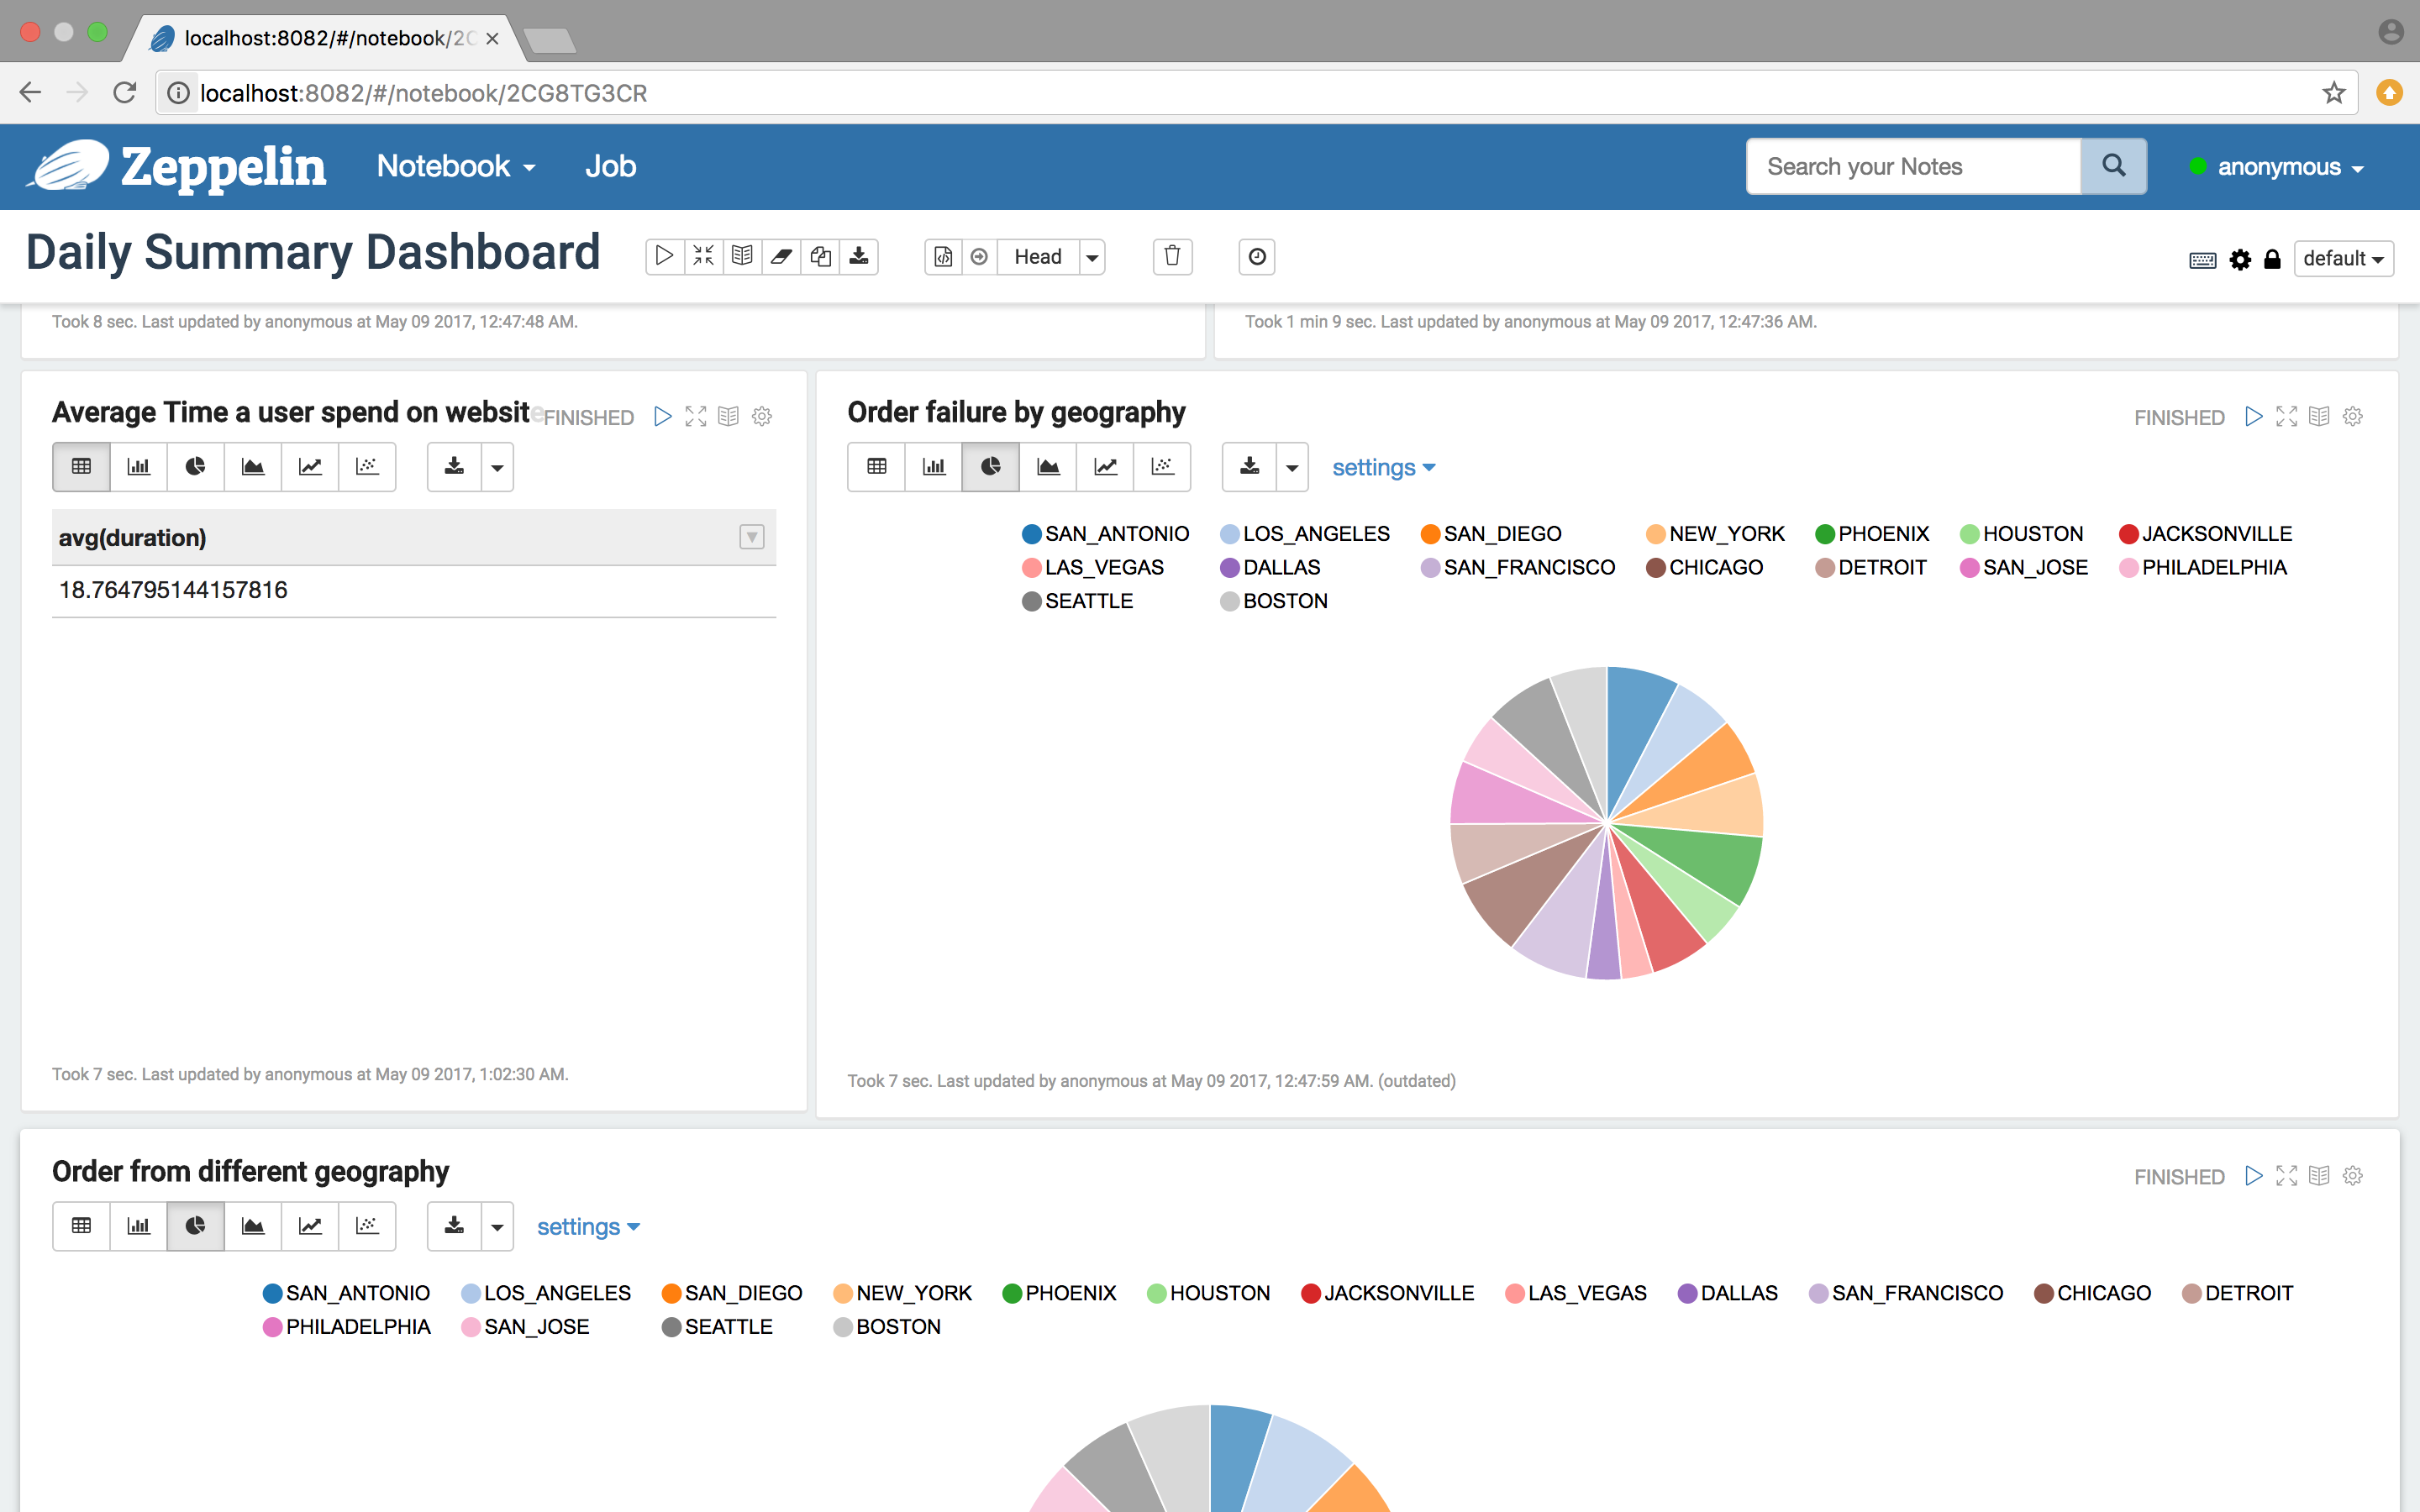 localhost:8082/#/notebook/2C
localhost:8082/#/notebook/2CG8TG3CR
Zeppelin Notebook Job Search your Notes anonymous
Daily Summary Dashboard Head default
Took 8 sec. Last updated by anonymous at May 09 2017, 12:47:48 AM.
Took 1 min 9 sec. Last updated by anonymous at May 09 2017, 12:47:36 AM.
Average Time a user spend on website FINISHED
avg(duration)
18.764795144157816
Took 7 sec. Last updated by anonymous at May 09 2017, 1:02:30 AM.
Order failure by geography FINISHED
settings
SAN_ANTONIO LOS_ANGELES SAN_DIEGO NEW_YORK PHOENIX HOUSTON JACKSONVILLE
LAS_VEGAS DALLAS SAN_FRANCISCO CHICAGO DETROIT SAN_JOSE PHILADELPHIA
SEATTLE BOSTON
Took 7 sec. Last updated by anonymous at May 09 2017, 12:47:59 AM. (outdated)
Order from different geography FINISHED
settings
SAN_ANTONIO LOS_ANGELES SAN_DIEGO NEW_YORK PHOENIX HOUSTON JACKSONVILLE LAS_VEGAS DALLAS SAN_FRANCISCO CHICAGO DETROIT
PHILADELPHIA SAN_JOSE SEATTLE BOSTON